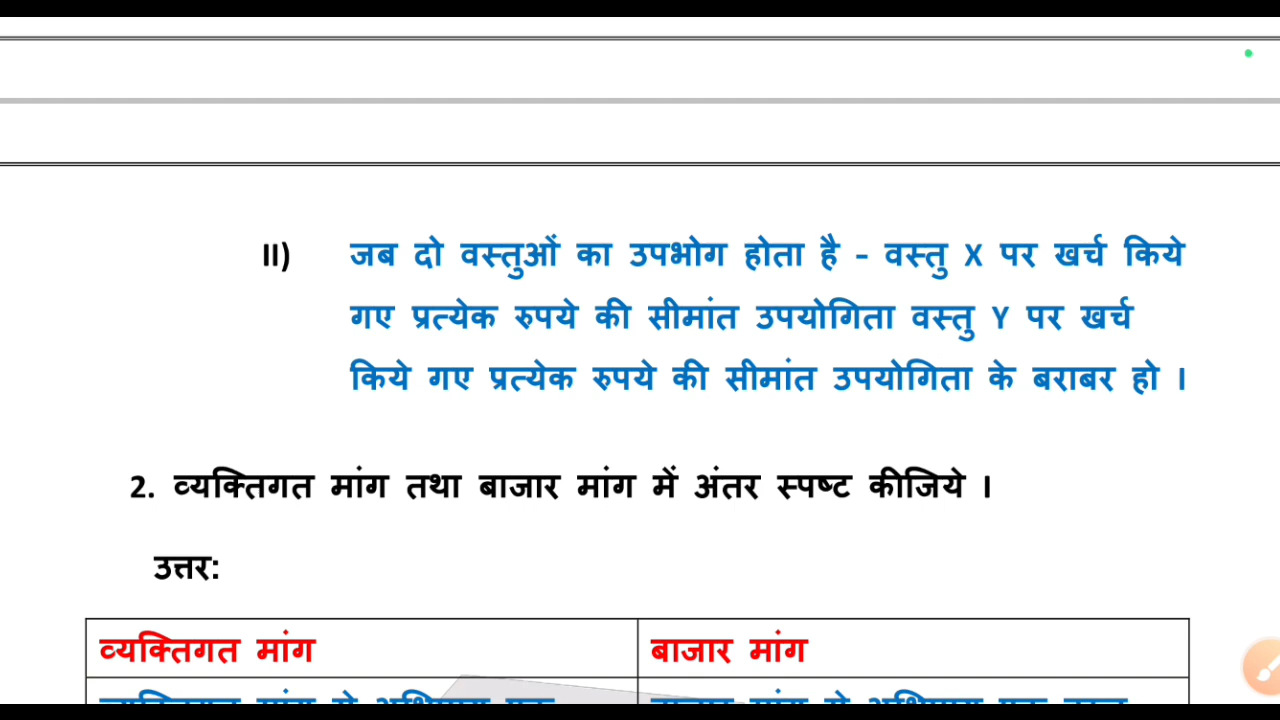 II) जब दो वस्तुओं का उपभोग होता है - वस्तु X पर खर्च किये
गए प्रत्येक रुपये की सीमांत उपयोगिता वस्तु Y पर खर्च
किये गए प्रत्येक रुपये की सीमांत उपयोगिता के बराबर हो ।
2. व्यक्तिगत मांग तथा बाजार मांग में अंतर स्पष्ट कीजिये ।
उत्तर:
व्यक्तिगत मांग
बाजार मांग